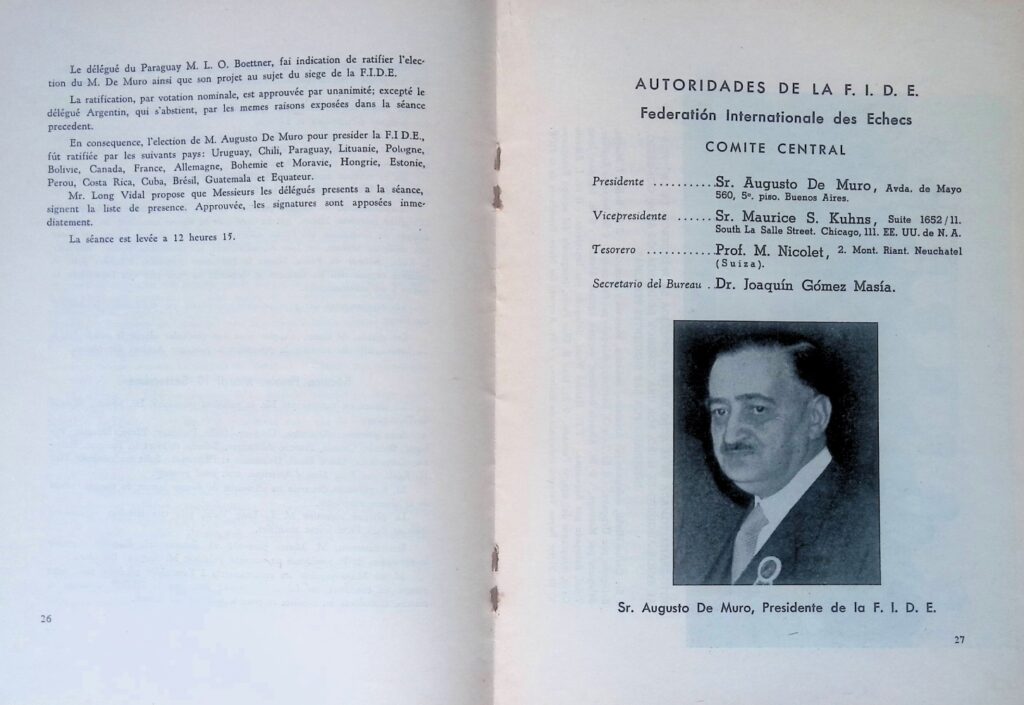 Le délégué du Paraguay M. L. O. Boettner, fai indication de ratifier l'elec-
tion du M. De Muro ainsi que son projet au sujet du siege de la F.I.D.E.
La ratification, par votation nominale, est approuvée par unanimité; excepté le
délégué Argentin, qui s'abstient, par les memes raisons exposées dans la séance
precedent.
En consequence, l'election de M. Augusto De Muro pour presider la F.I D.E.,
fût ratifiée par les suivants pays: Uruguay, Chili, Paraguay, Lituanie, Pologne,
Bolivie, Canada, France, Allemagne, Bohemie et Moravie, Hongrie, Estonie,
Perou, Costa Rica, Cuba, Brésil, Guatemala et Equateur.
Mr. Long Vidal propose que Messieurs les délégués presents a la séance,
signent la liste de presence. Approuvée, les signatures sont apposées inme-
diatement.
La séance est levée a 12 heures 15.
26
AUTORIDADES DE LA F. I. D. E.
Federatión Internationale des Echecs
COMITE CENTRAL
Presidente .......... Sr. Augusto De Muro, Avda. de Mayo
560, 5º. piso. Buenos Aires.
Vicepresidente ...... Sr. Maurice S. Kuhns, Suite 1652/11.
South La Salle Street. Chicago, 111. EE. UU. de N. A.
Tesorero ........... Prof. M. Nicolet, 2. Mont. Riant. Neuchatel
(Suiza).
Secretario del Bureau . Dr. Joaquín Gómez Masía.
Sr. Augusto De Muro, Presidente de la F. I. D. E.
27